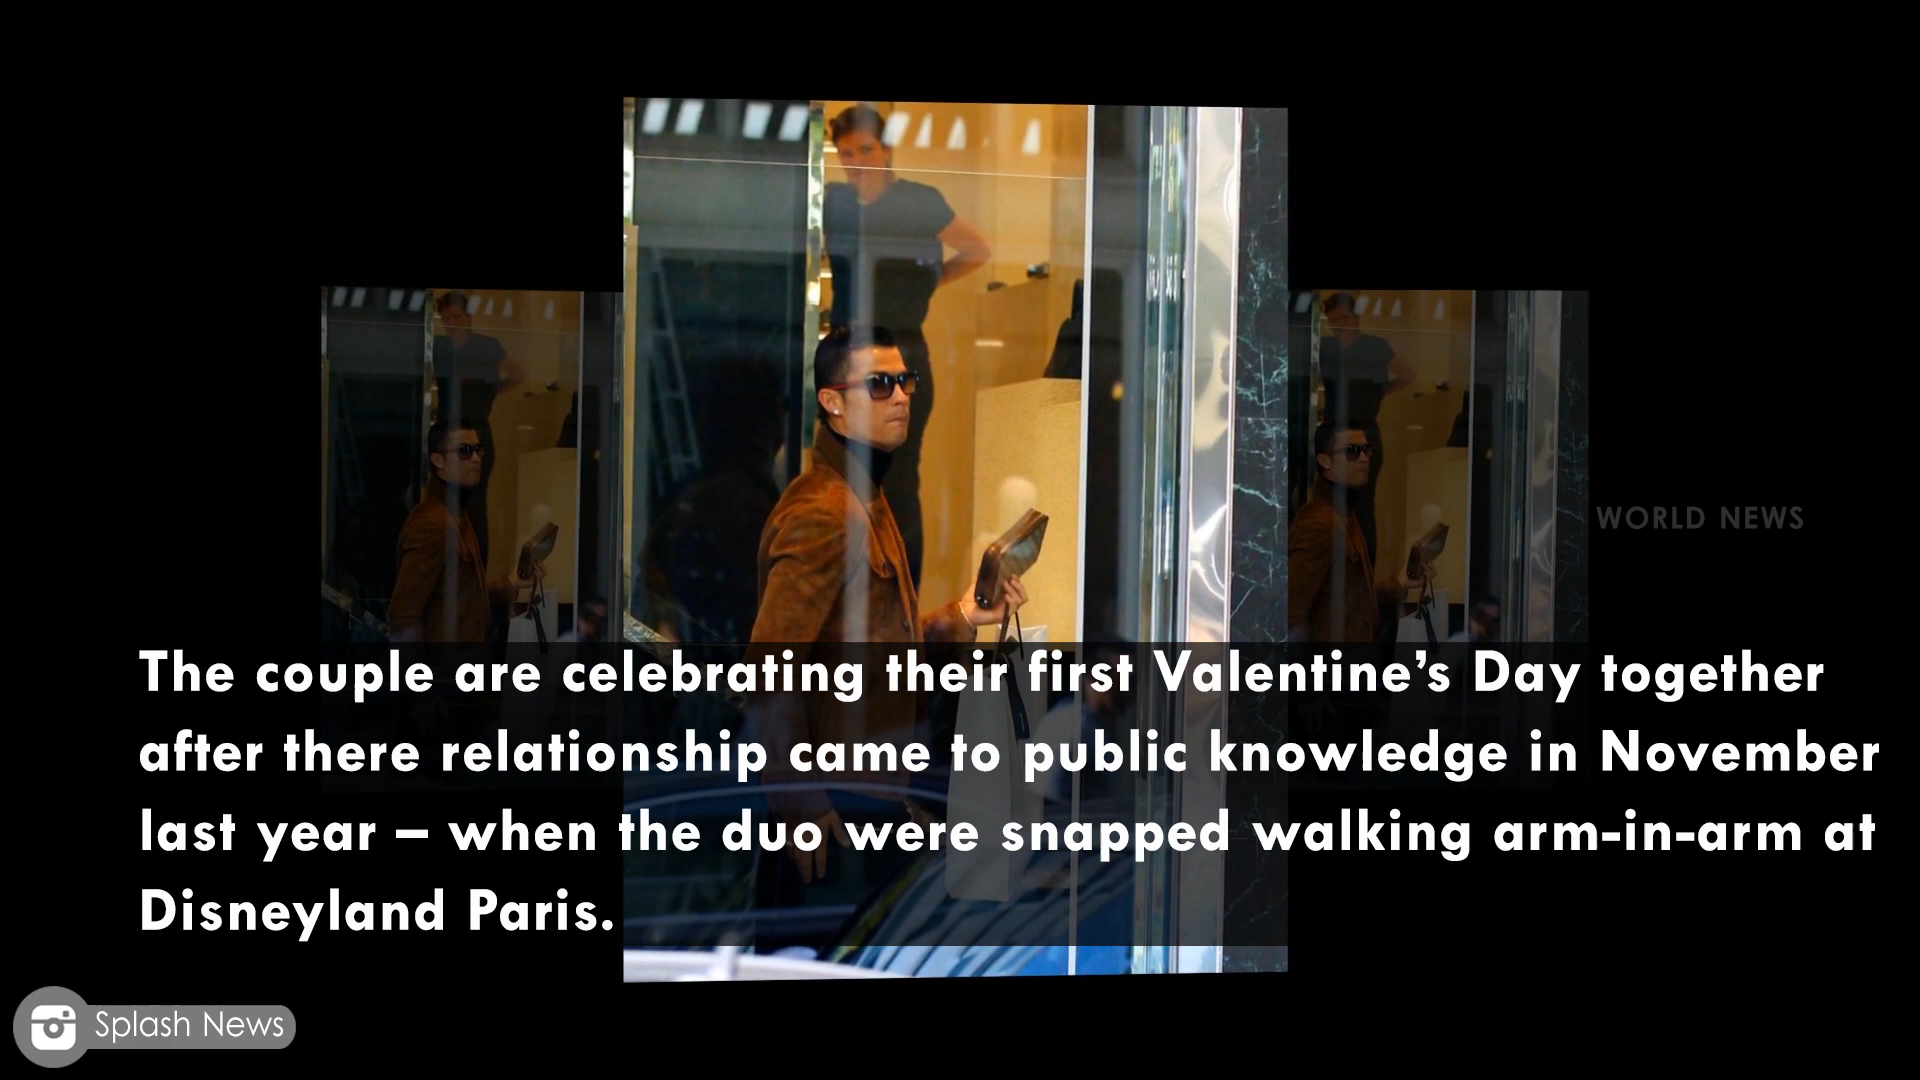 WORLD NEWS
The couple are celebrating their first Valentine’s Day together
after there relationship came to public knowledge in November
last year – when the duo were snapped walking arm-in-arm at
Disneyland Paris.
Splash News